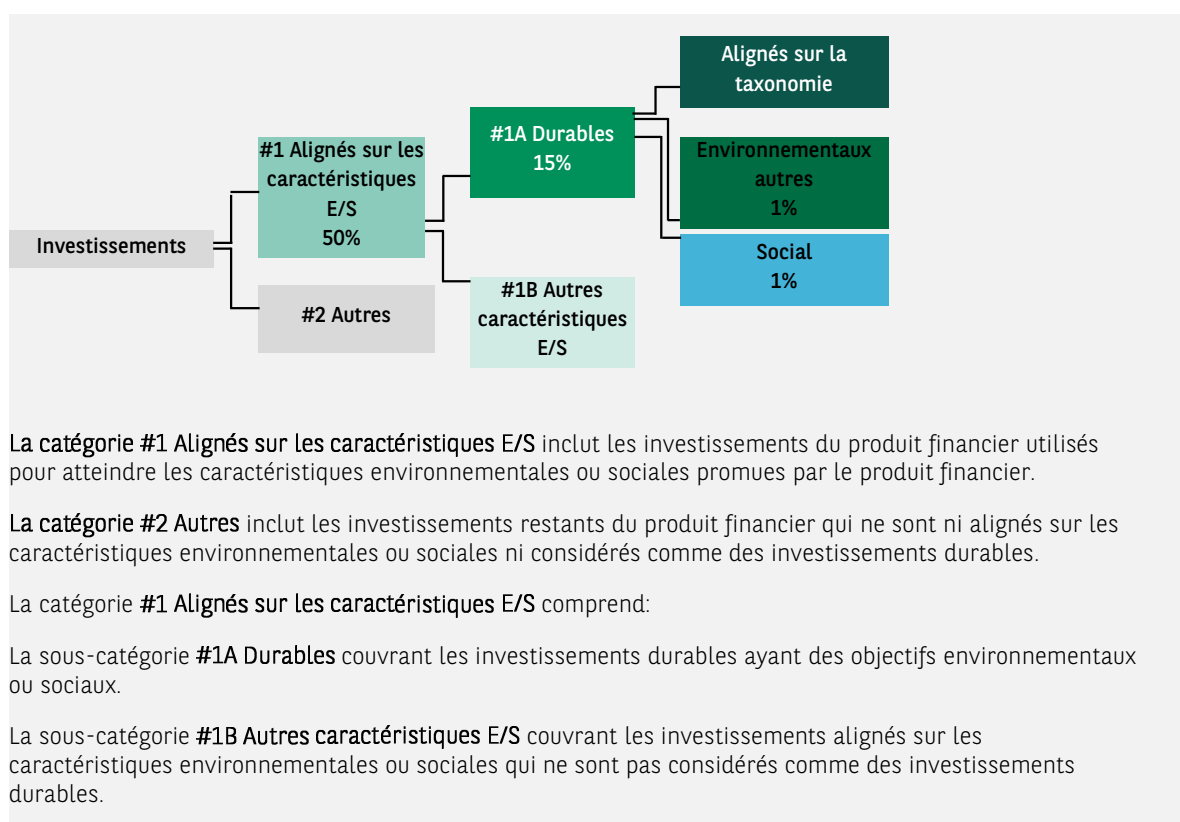 Alignés sur la
taxonomie
#1A Durables
15%
#1 Alignés sur les
caractéristiques
E/S
50%
Environnementaux
autres
1%
Investissements
Social
1%
#2 Autres
#1B Autres
caractéristiques
E/S
La catégorie #1 Alignés sur les caractéristiques E/S inclut les investissements du produit financier utilisés
pour atteindre les caractéristiques environnementales ou sociales promues par le produit financier.
La catégorie #2 Autres inclut les investissements restants du produit financier qui ne sont ni alignés sur les
caractéristiques environnementales ou sociales ni considérés comme des investissements durables.
La catégorie #1 Alignés sur les caractéristiques E/S comprend:
La sous-catégorie #1A Durables couvrant les investissements durables ayant des objectifs environnementaux
ou sociaux.
La sous-catégorie #1B Autres caractéristiques E/S couvrant les investissements alignés sur les
caractéristiques environnementales ou sociales qui ne sont pas considérés comme des investissements
durables.